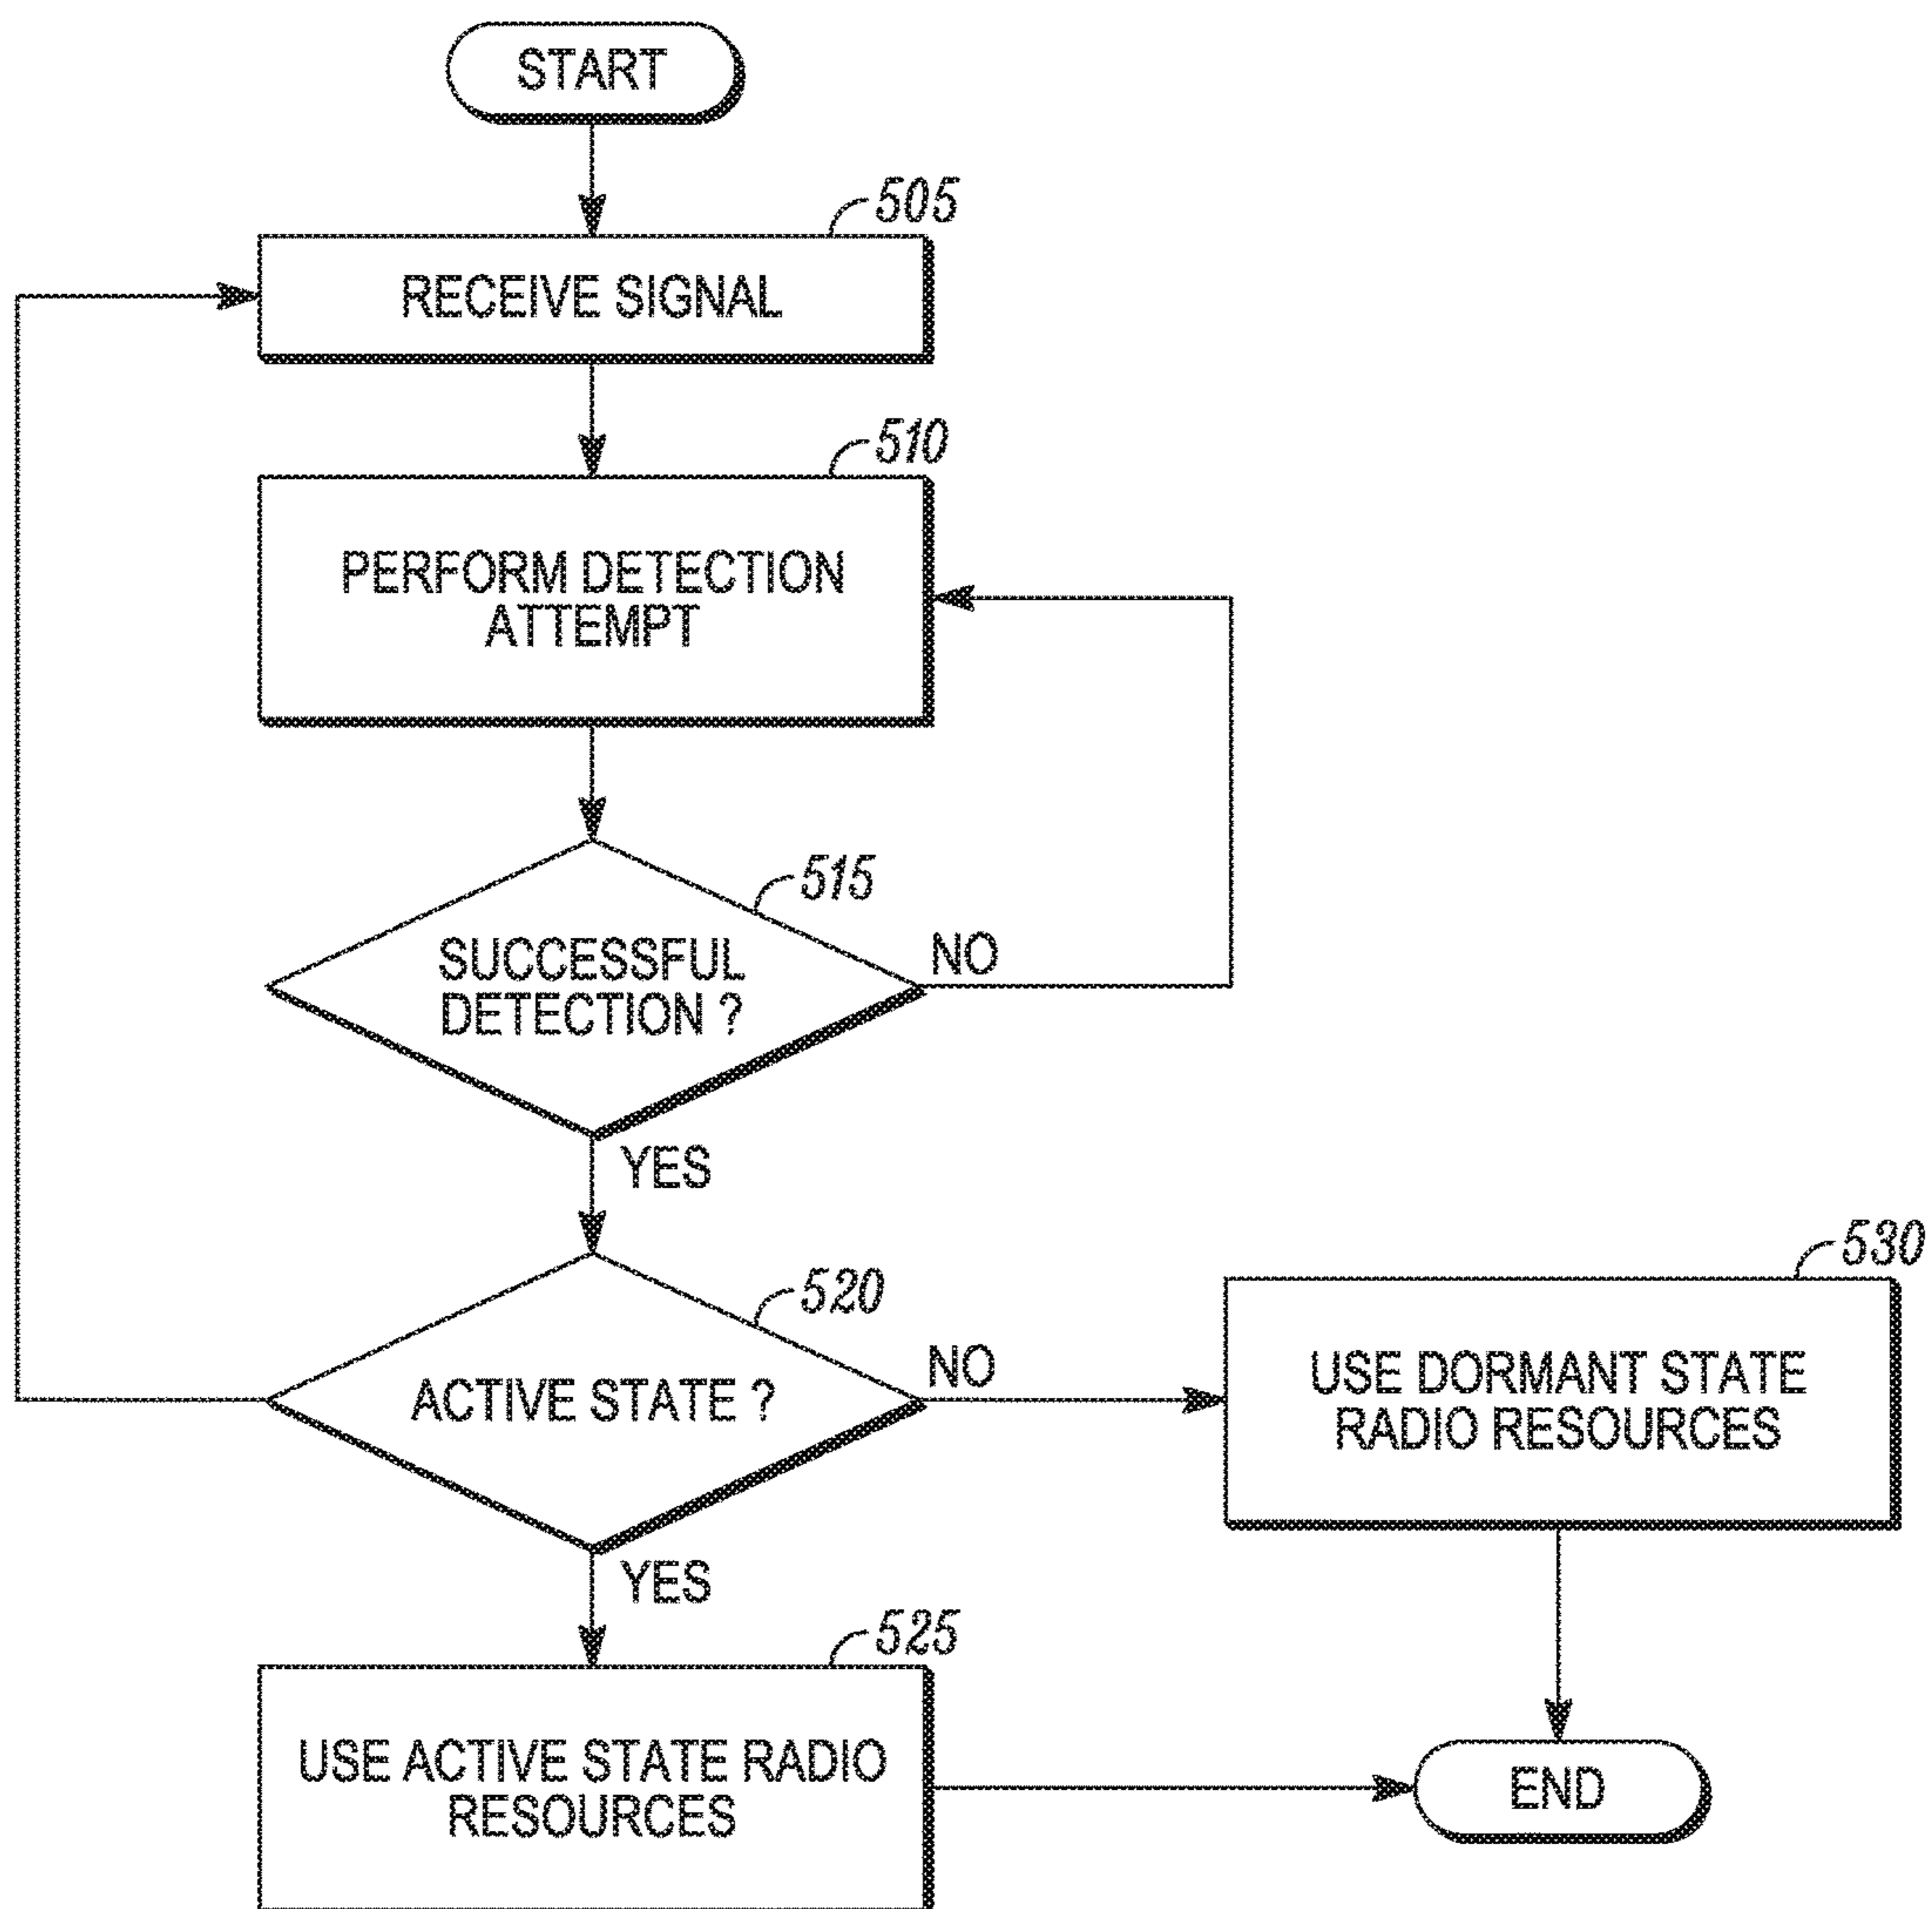 START
505
RECEIVE SIGNAL
510
PERFORM DETECTION
ATTEMPT
515
SUCCESSFUL
DETECTION ?
NO
YES
520
ACTIVE STATE ?
NO
530
USE DORMANT STATE
RADIO RESOURCES
YES
525
USE ACTIVE STATE RADIO
RESOURCES
END